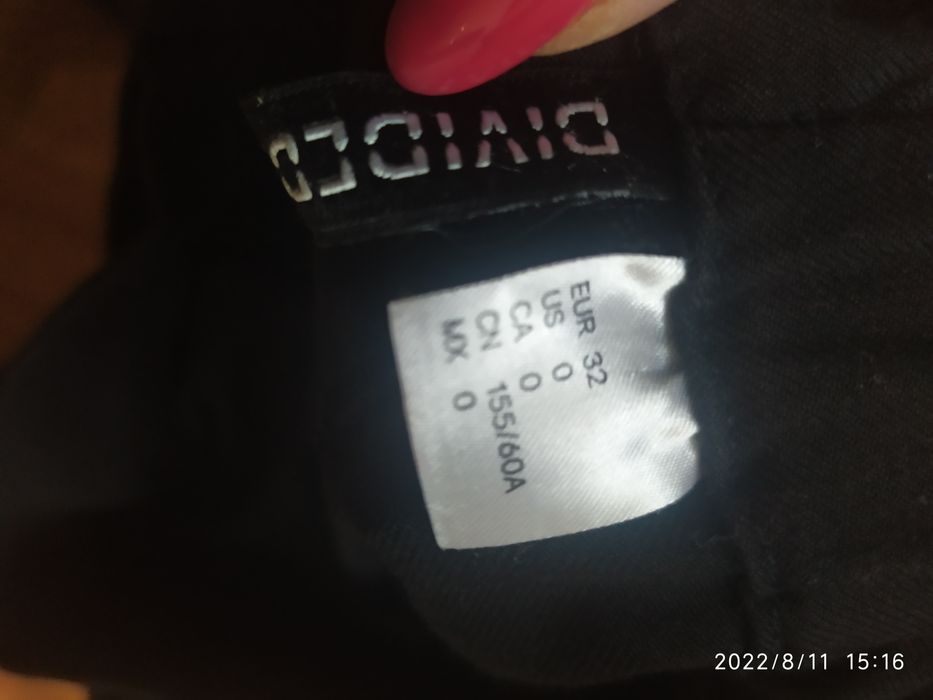 DIVIDED
EUR 32
US 0
CA 0
CN 155/60A
MX 0
2022/8/11 15:16